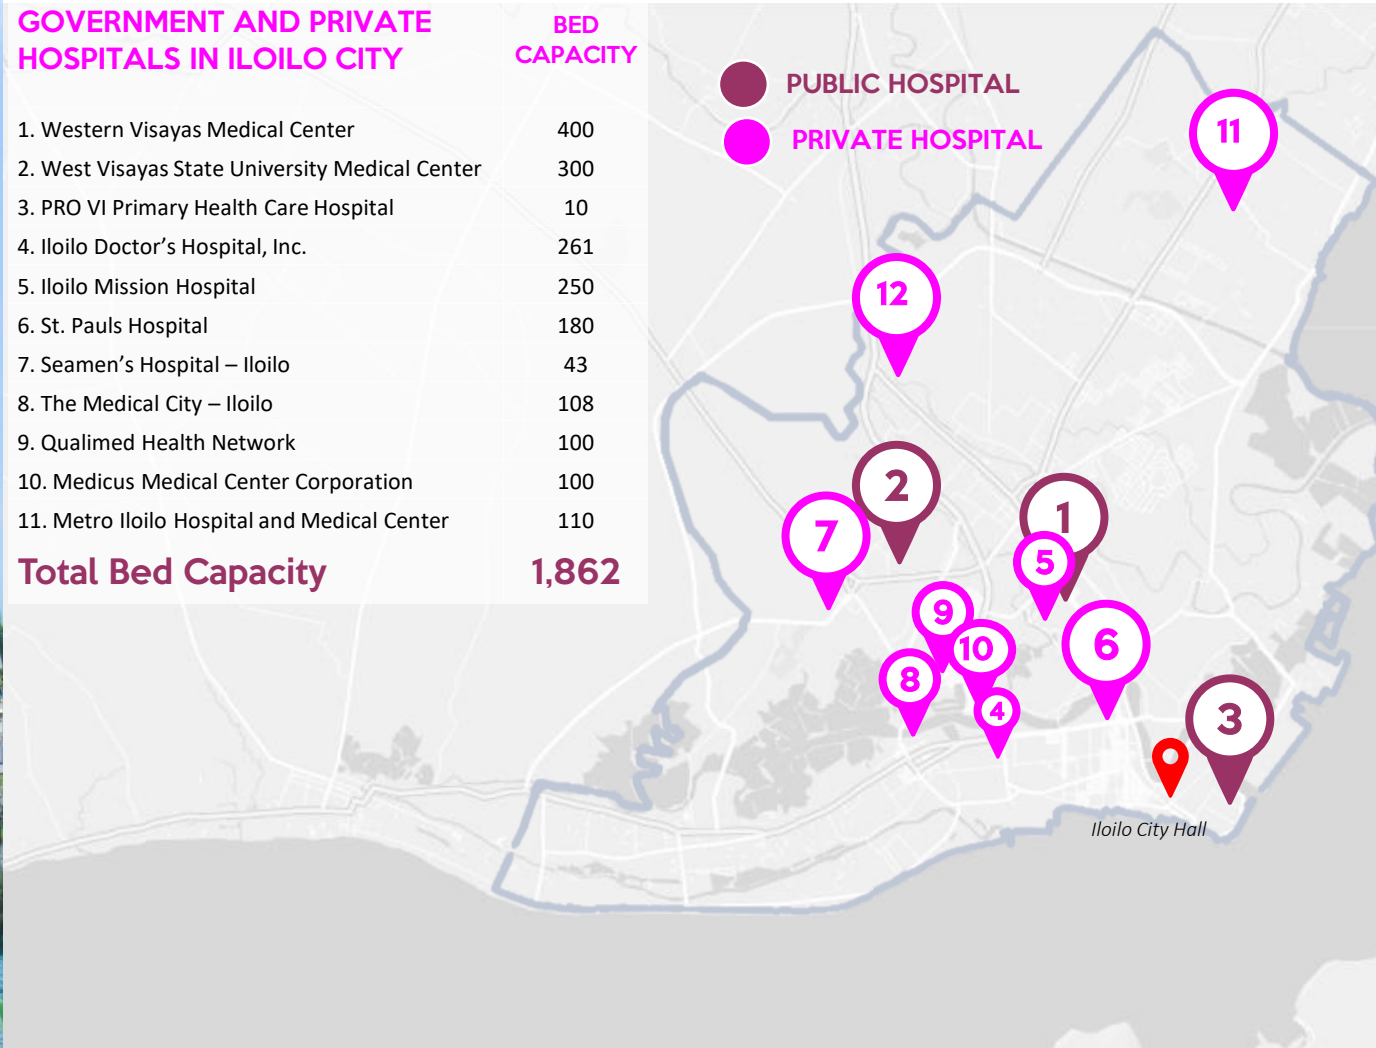 GOVERNMENT AND PRIVATE
HOSPITALS IN ILOILO CITY
BED
CAPACITY
1. Western Visayas Medical Center 400
2. West Visayas State University Medical Center 300
3. PRO VI Primary Health Care Hospital 10
4. Iloilo Doctor’s Hospital, Inc. 261
5. Iloilo Mission Hospital 250
6. St. Pauls Hospital 180
7. Seamen’s Hospital – Iloilo 43
8. The Medical City – Iloilo 108
9. Qualimed Health Network 100
10. Medicus Medical Center Corporation 100
11. Metro Iloilo Hospital and Medical Center 110
Total Bed Capacity 1,862
PUBLIC HOSPITAL
PRIVATE HOSPITAL
11
12
2
1
7
5
9
10
6
8
4
3
Iloilo City Hall